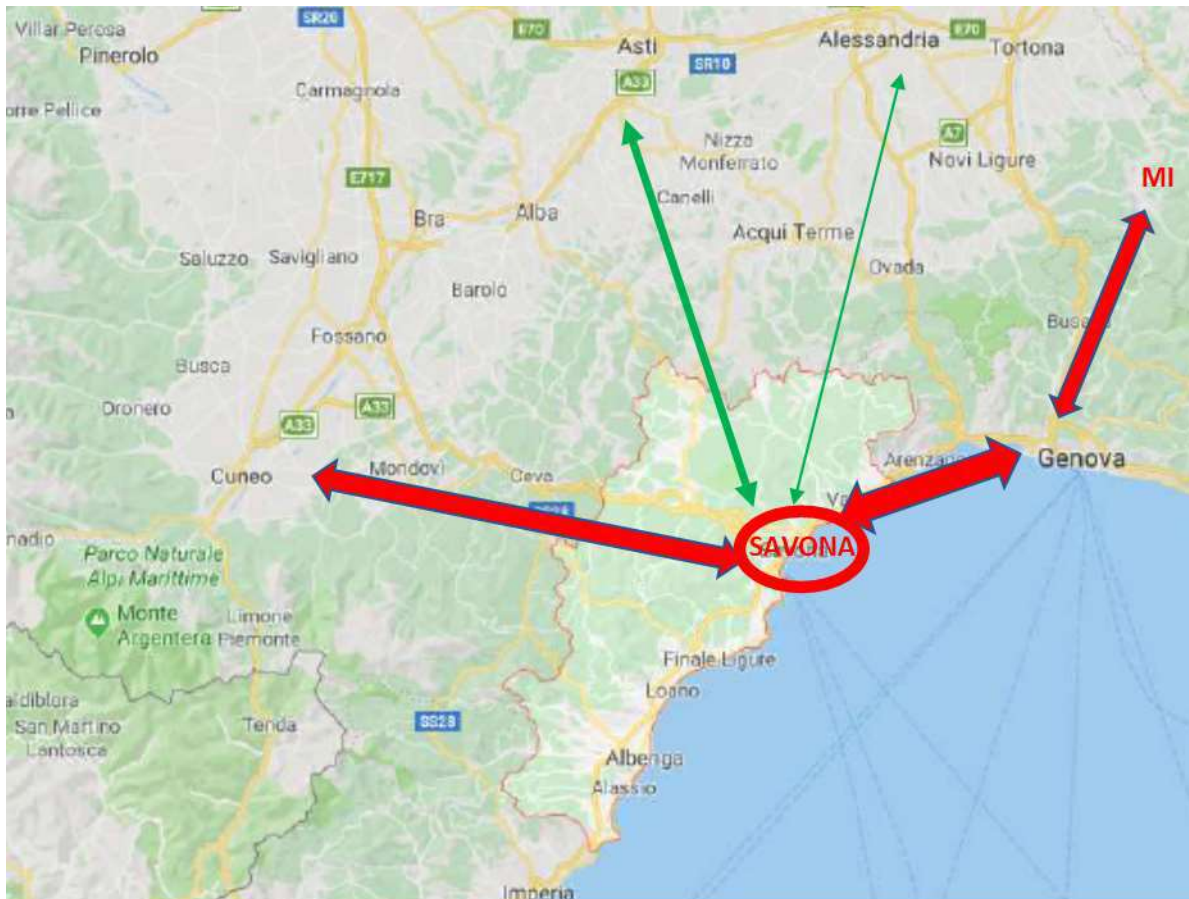 Villar Perosa
SR20
E70
Asti
Alessandria
E70
Tortona
Pinerolo
SR10
A33
Carmagnola
orre Pellice
A7
Nizza
Monferrato
Novi Ligure
E717
MI
Canelli
Bra
Alba
Acqui Terme
Saluzzo
Savigliano
Ovada
Barolo
Fossano
Busca
Dronero
A33
A33
Cuneo
Mondovì
Ceva
Arenzano
Genova
nadio
Parco Naturale
Alpi Marittime
SAVONA
Monte
Argentera
Limone
Piemonte
Finale Ligure
Loano
aldiblora
San Martino
Lantosca
Tenda
SS28
Albenga
Alassio
Imperia